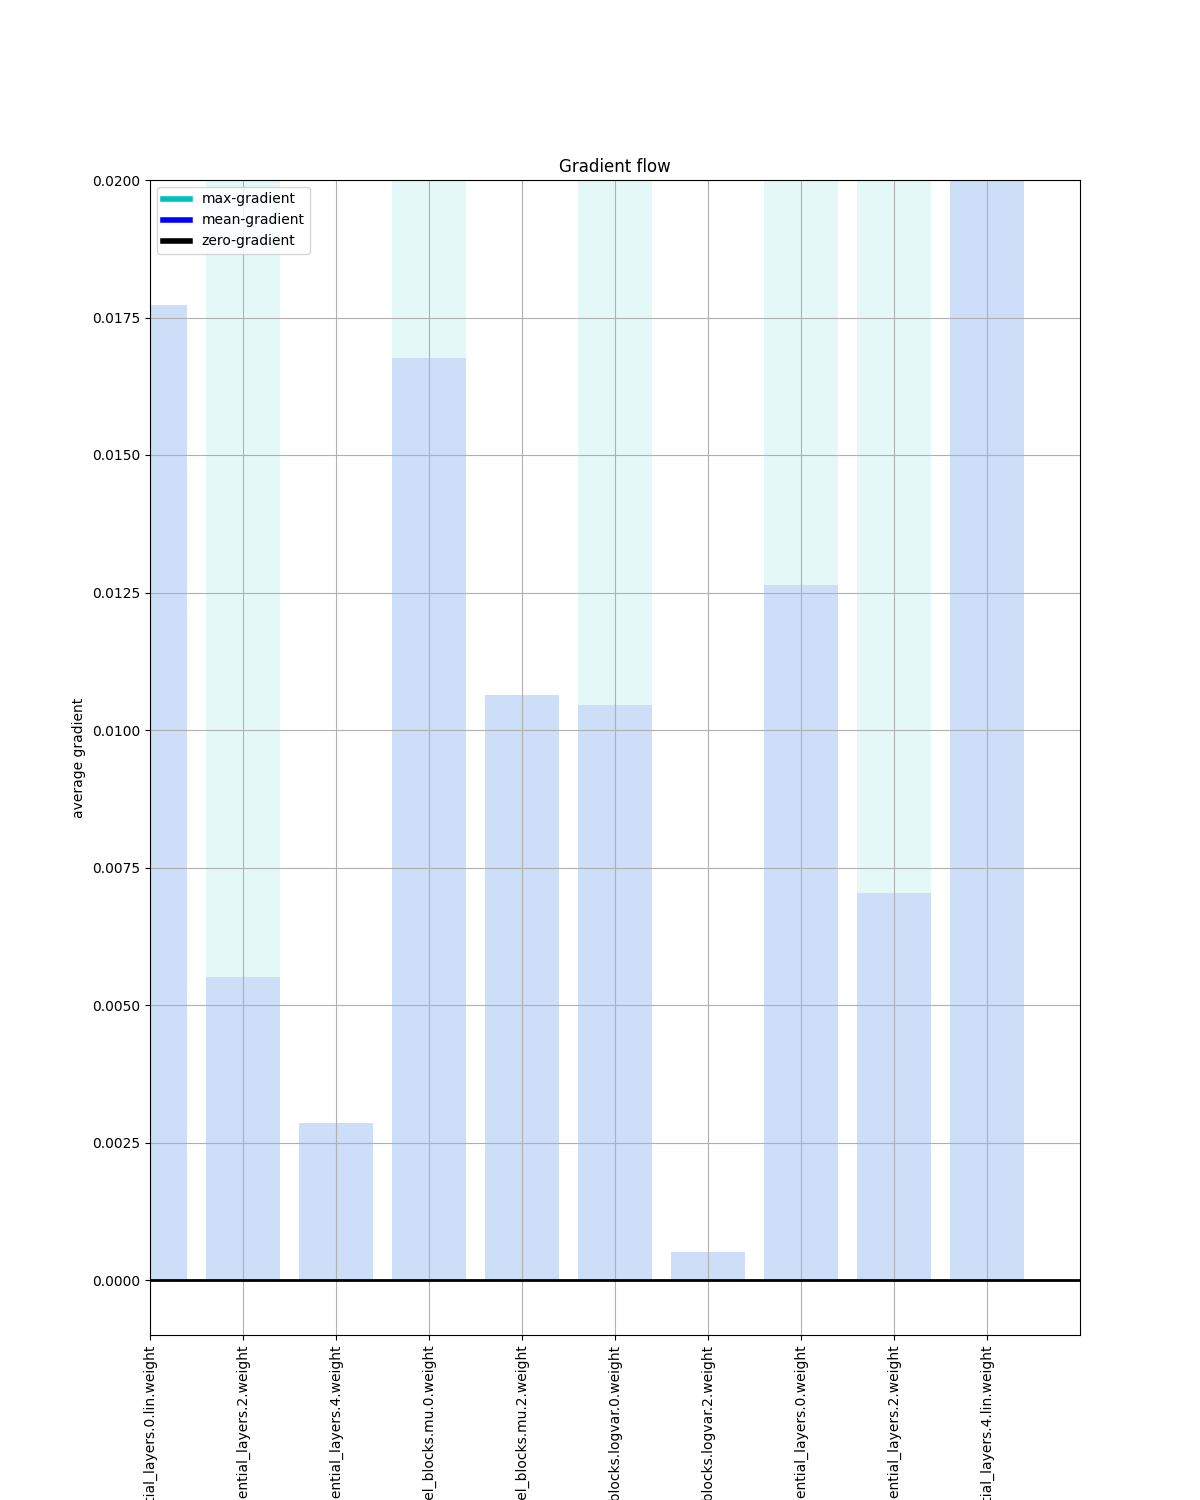 Gradient flow
max-gradient
mean-gradient
zero-gradient
0.0200
0.0175
0.0150
0.0125
0.0100
0.0075
0.0050
0.0025
0.0000
average gradient
tial_layers.0.lin.weight
ential_layers.2.weight
ential_layers.4.weight
el_blocks.mu.0.weight
el_blocks.mu.2.weight
blocks.logvar.0.weight
blocks.logvar.2.weight
ential_layers.0.weight
ential_layers.2.weight
tial_layers.4.lin.weight